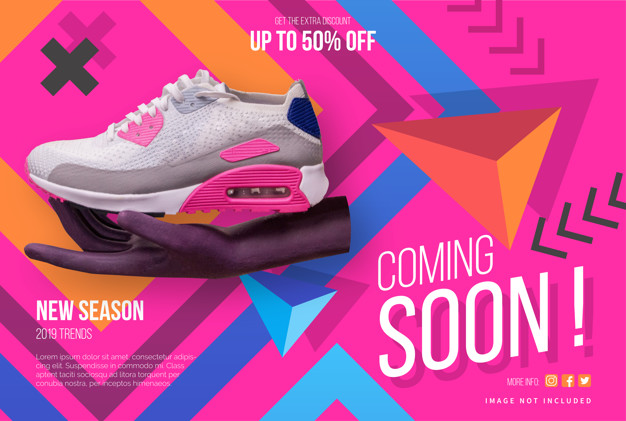 GET THE EXTRA DISCOUNT
UP TO 50% OFF
COMING
SOON !
NEW SEASON
2019 TRENDS
Lorem ipsum dolor sit amet, consectetur adipis-
cing elit. Suspendisse commodo libero. Class
aptent taciti sociosqu ad litora torquent per
conubia nostra, per inceptos himenaeos.
MORE INFO:
IMAGE NOT INCLUDED